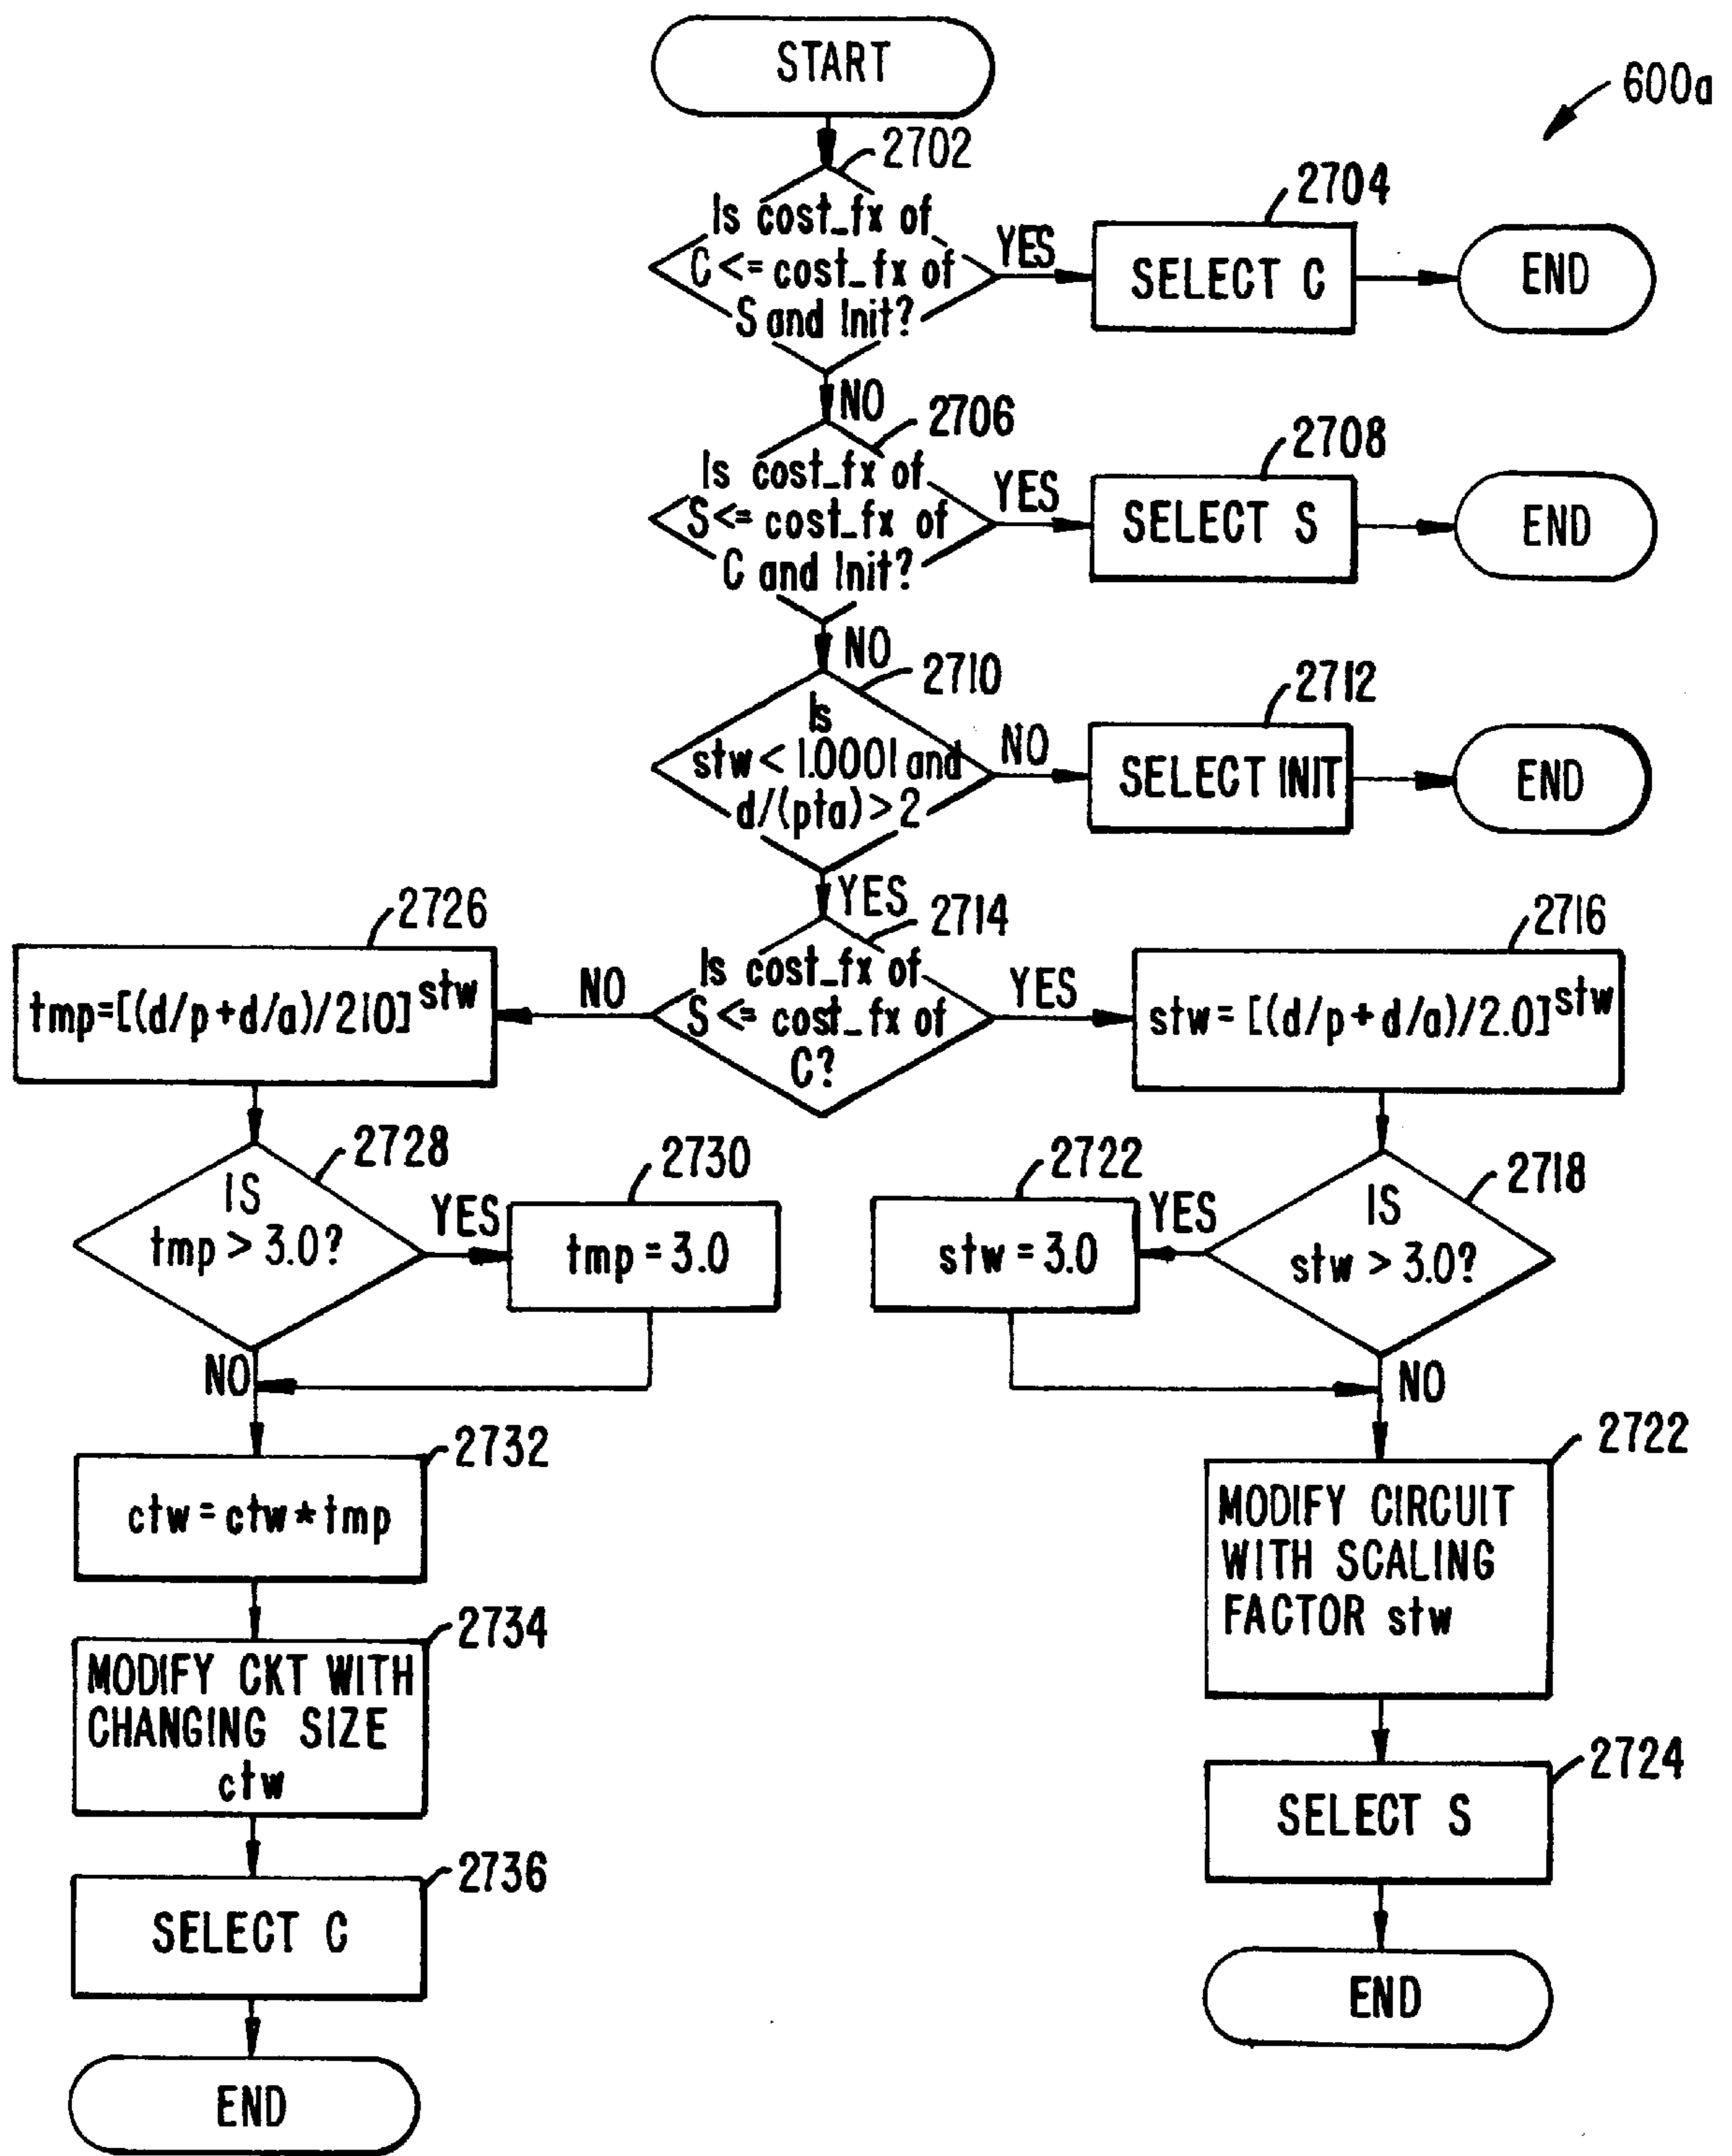 START
600a
2702
Is cost_fx of
C <= cost_fx of
S and Init?
YES
2704
SELECT C
END
NO
2706
Is cost_fx of
S <= cost_fx of
C and Init?
YES
2708
SELECT S
END
NO
2710
Is
stw < 1.0001 and
d/(pta) > 2
NO
2712
SELECT INIT
END
YES
2714
Is cost_fx of
S <= cost_fx of
C?
NO
2726
tmp=[(d/p+d/a)/210]stw
YES
2716
stw=[(d/p+d/a)/2.0]stw
2728
IS
tmp > 3.0?
YES
2730
tmp = 3.0
NO
2722
stw = 3.0
YES
2718
IS
stw > 3.0?
NO
2732
ctw = ctw * tmp
2734
MODIFY CKT WITH
CHANGING SIZE
ctw
2736
SELECT C
END
2722
MODIFY CIRCUIT
WITH SCALING
FACTOR stw
2724
SELECT S
END